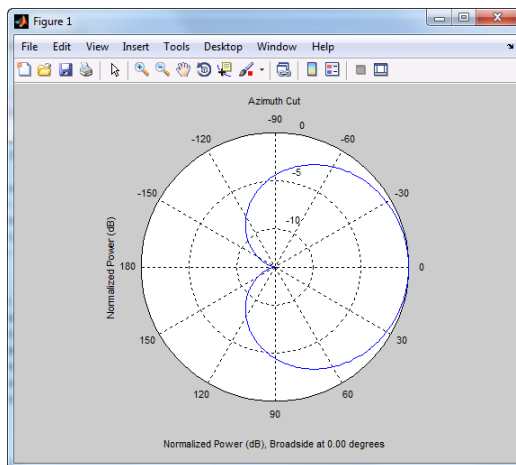 Figure 1
File Edit View Insert Tools Desktop Window Help
Azimuth Cut
-90 0
-120 -60
-5
-150 -30
-10
180 0
150 30
120 60
90
Normalized Power (dB)
Normalized Power (dB), Broadside at 0.00 degrees